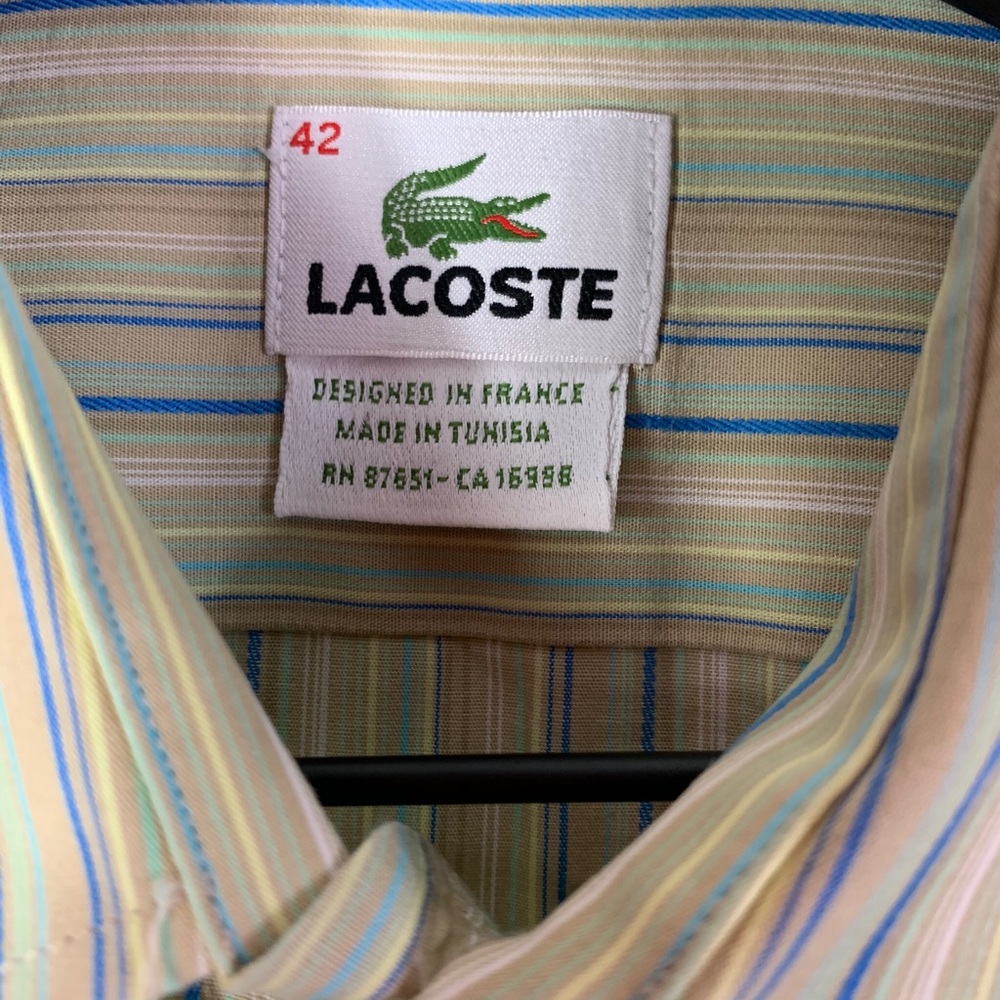 42
LACOSTE
DESIGNED IN FRANCE
MADE IN TUNISIA
RN 87651-CA 16988